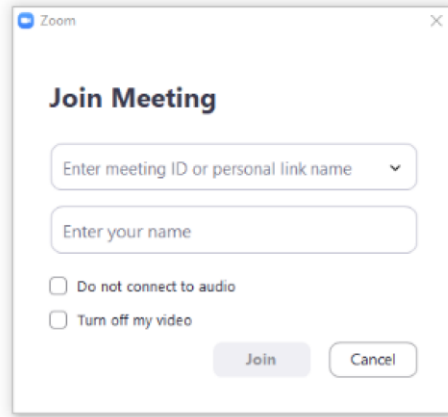 Zoom
Join Meeting
Enter meeting ID or personal link name
Enter your name
Do not connect to audio
Turn off my video
Join Cancel